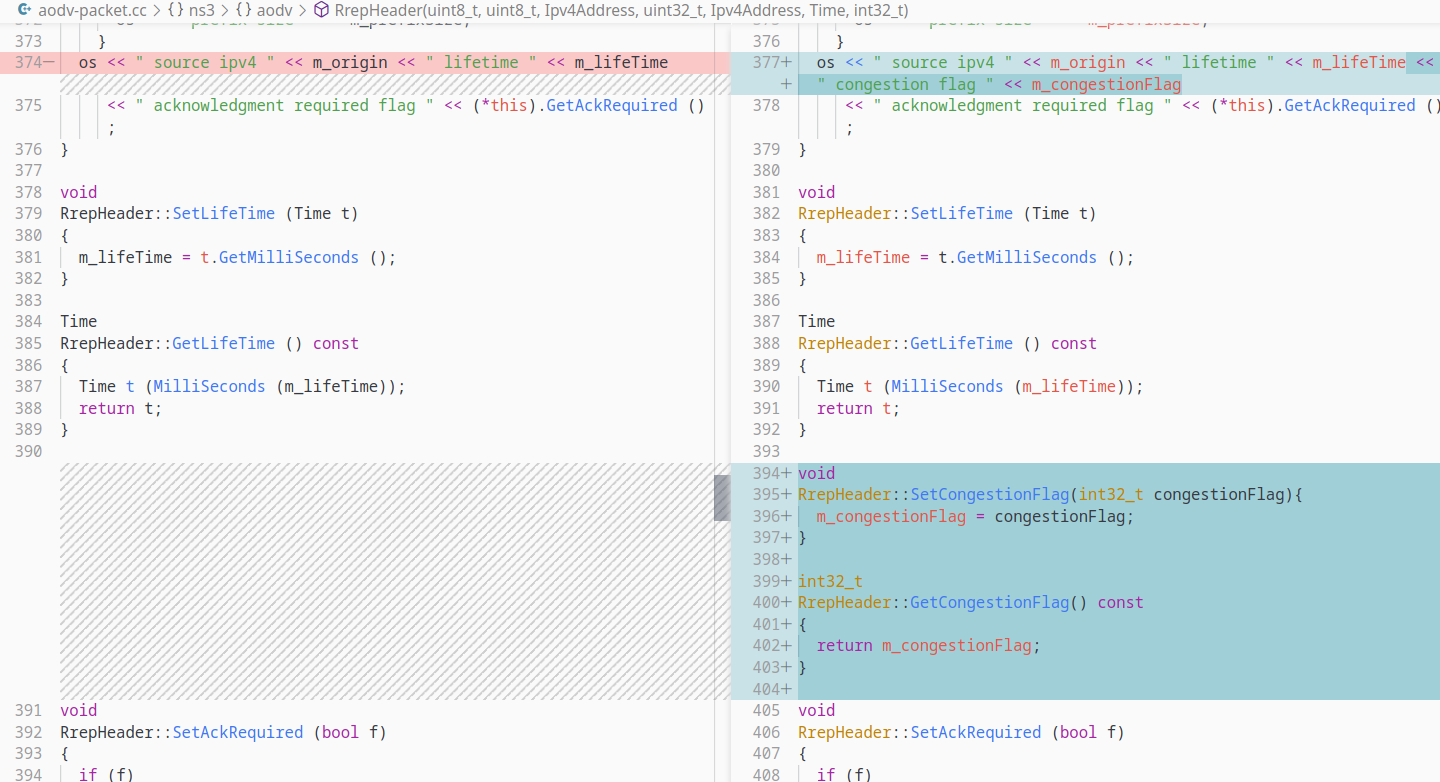 aodv-packet.cc > {} ns3 > {} aodv > RrepHeader(uint8_t, uint8_t, Ipv4Address, uint32_t, Ipv4Address, Time, int32_t)
373 }
374− os << " source ipv4 " << m_origin << " lifetime " << m_lifeTime
375 << " acknowledgment required flag " << (*this).GetAckRequired ()
;
376 }
377
378 void
379 RrepHeader::SetLifeTime (Time t)
380 {
381 m_lifeTime = t.GetMilliSeconds ();
382 }
383
384 Time
385 RrepHeader::GetLifeTime () const
386 {
387 Time t (MilliSeconds (m_lifeTime));
388 return t;
389 }
390
391 void
392 RrepHeader::SetAckRequired (bool f)
393 {
394 if (f)
376 }
377+ os << " source ipv4 " << m_origin << " lifetime " << m_lifeTime <<
+ " congestion flag " << m_congestionFlag
378 << " acknowledgment required flag " << (*this).GetAckRequired ()
;
379 }
380
381 void
382 RrepHeader::SetLifeTime (Time t)
383 {
384 m_lifeTime = t.GetMilliSeconds ();
385 }
386
387 Time
388 RrepHeader::GetLifeTime () const
389 {
390 Time t (MilliSeconds (m_lifeTime));
391 return t;
392 }
393
394+ void
395+ RrepHeader::SetCongestionFlag(int32_t congestionFlag){
396+ m_congestionFlag = congestionFlag;
397+ }
398+
399+ int32_t
400+ RrepHeader::GetCongestionFlag() const
401+ {
402+ return m_congestionFlag;
403+ }
404+
405 void
406 RrepHeader::SetAckRequired (bool f)
407 {
408 if (f)